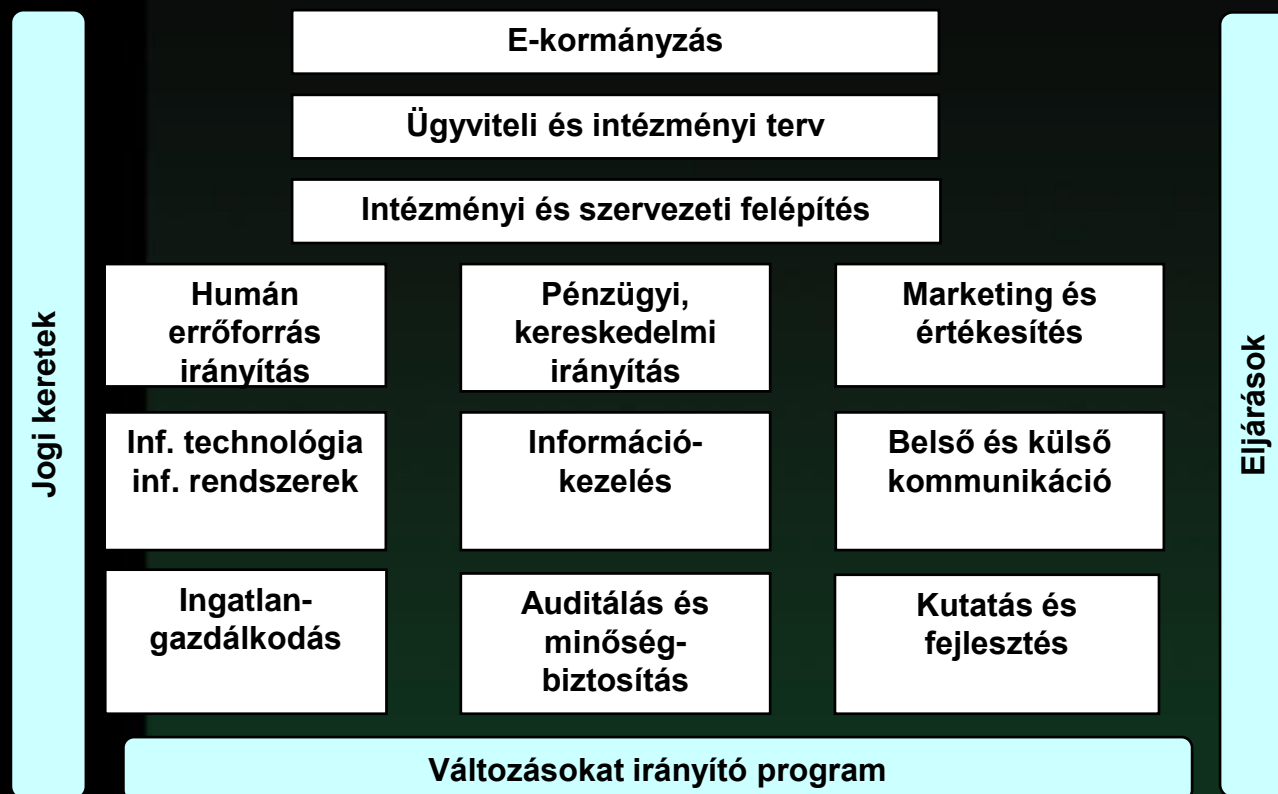 E-kormányzás
Ügyviteli és intézményi terv
Intézményi és szervezeti felépítés
Jogi keretek
Humán
errőforrás
irányítás
Pénzügyi,
kereskedelmi
irányítás
Marketing és
értékesítés
Inf. technológia
inf. rendszerek
Információ-
kezelés
Belső és külső
kommunikáció
Ingatlan-
gazdálkodás
Auditálás és
minőség-
biztosítás
Kutatás és
fejlesztés
Eljárások
Változásokat irányító program